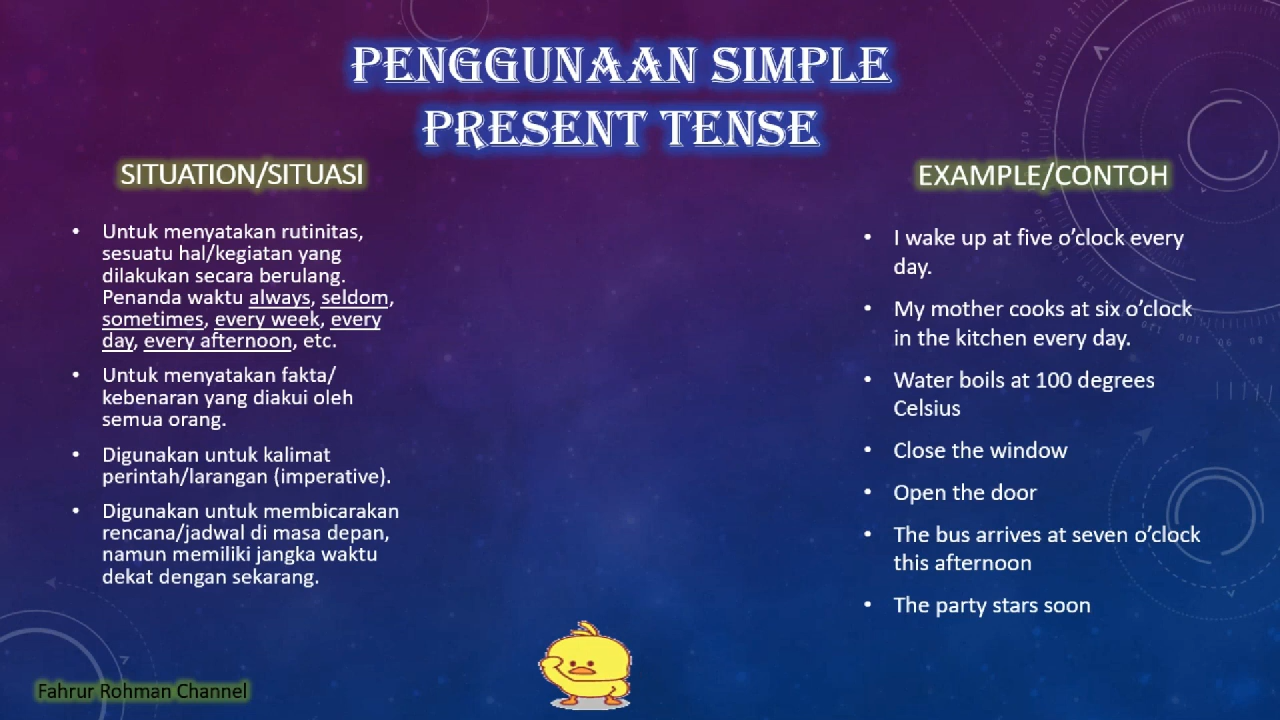 PENGGUNAAN SIMPLE
PRESENT TENSE
SITUATION/SITUASI
• Untuk menyatakan rutinitas,
sesuatu hal/kegiatan yang
dilakukan secara berulang.
Penanda waktu always, seldom,
sometimes, every week, every
day, every afternoon, etc.
• Untuk menyatakan fakta/
kebenaran yang diakui oleh
semua orang.
• Digunakan untuk kalimat
perintah/larangan (imperative).
• Digunakan untuk membicarakan
rencana/jadwal di masa depan,
namun memiliki jangka waktu
dekat dengan sekarang.
EXAMPLE/CONTOH
• I wake up at five o’clock every
day.
• My mother cooks at six o’clock
in the kitchen every day.
• Water boils at 100 degrees
Celsius
• Close the window
• Open the door
• The bus arrives at seven o’clock
this afternoon
• The party stars soon
Fahrur Rohman Channel